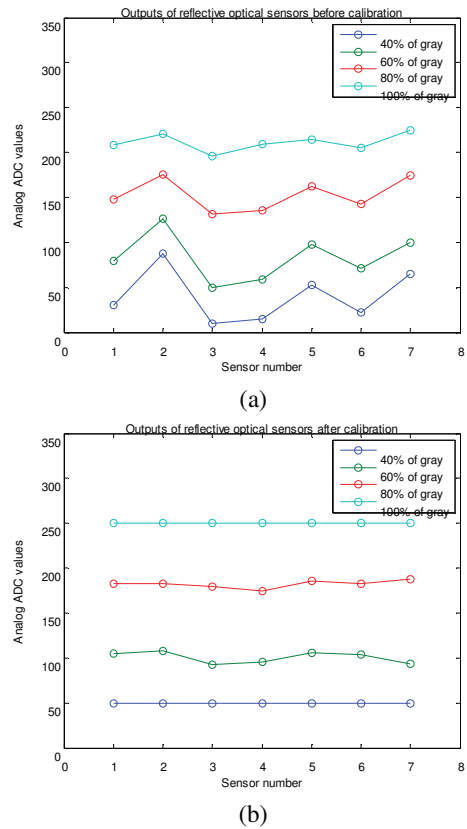 Outputs of reflective optical sensors before calibration
350
300
250
200
150
100
50
0
Analog ADC values
40% of gray
60% of gray
80% of gray
100% of gray
0 1 2 3 4 5 6 7 8
Sensor number
(a)
Outputs of reflective optical sensors after calibration
350
300
250
200
150
100
50
0
Analog ADC values
40% of gray
60% of gray
80% of gray
100% of gray
0 1 2 3 4 5 6 7 8
Sensor number
(b)